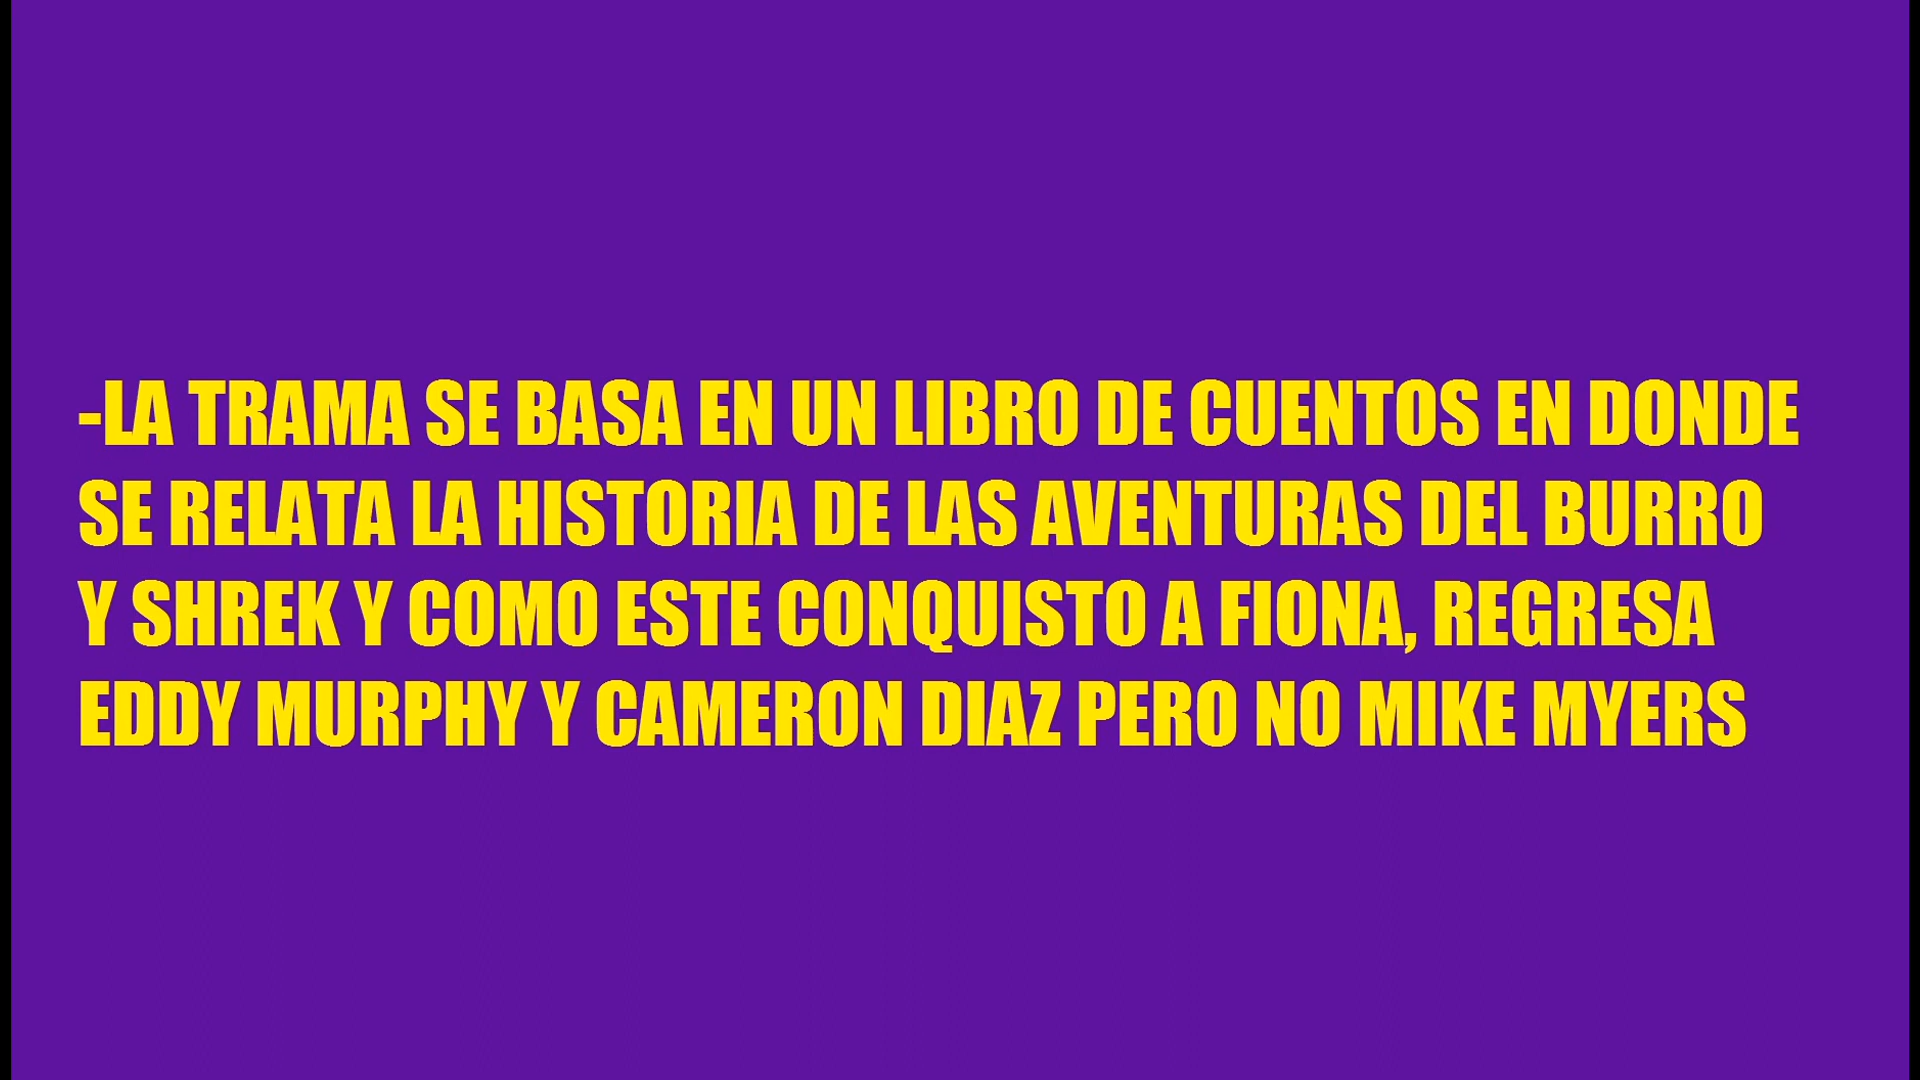 -LA TRAMA SE BASA EN UN LIBRO DE CUENTOS EN DONDE
SE RELATA LA HISTORIA DE LAS AVENTURAS DEL BURRO
Y SHREK Y COMO ESTE CONQUISTO A FIONA, REGRESA
EDDY MURPHY Y CAMERON DIAZ PERO NO MIKE MYERS